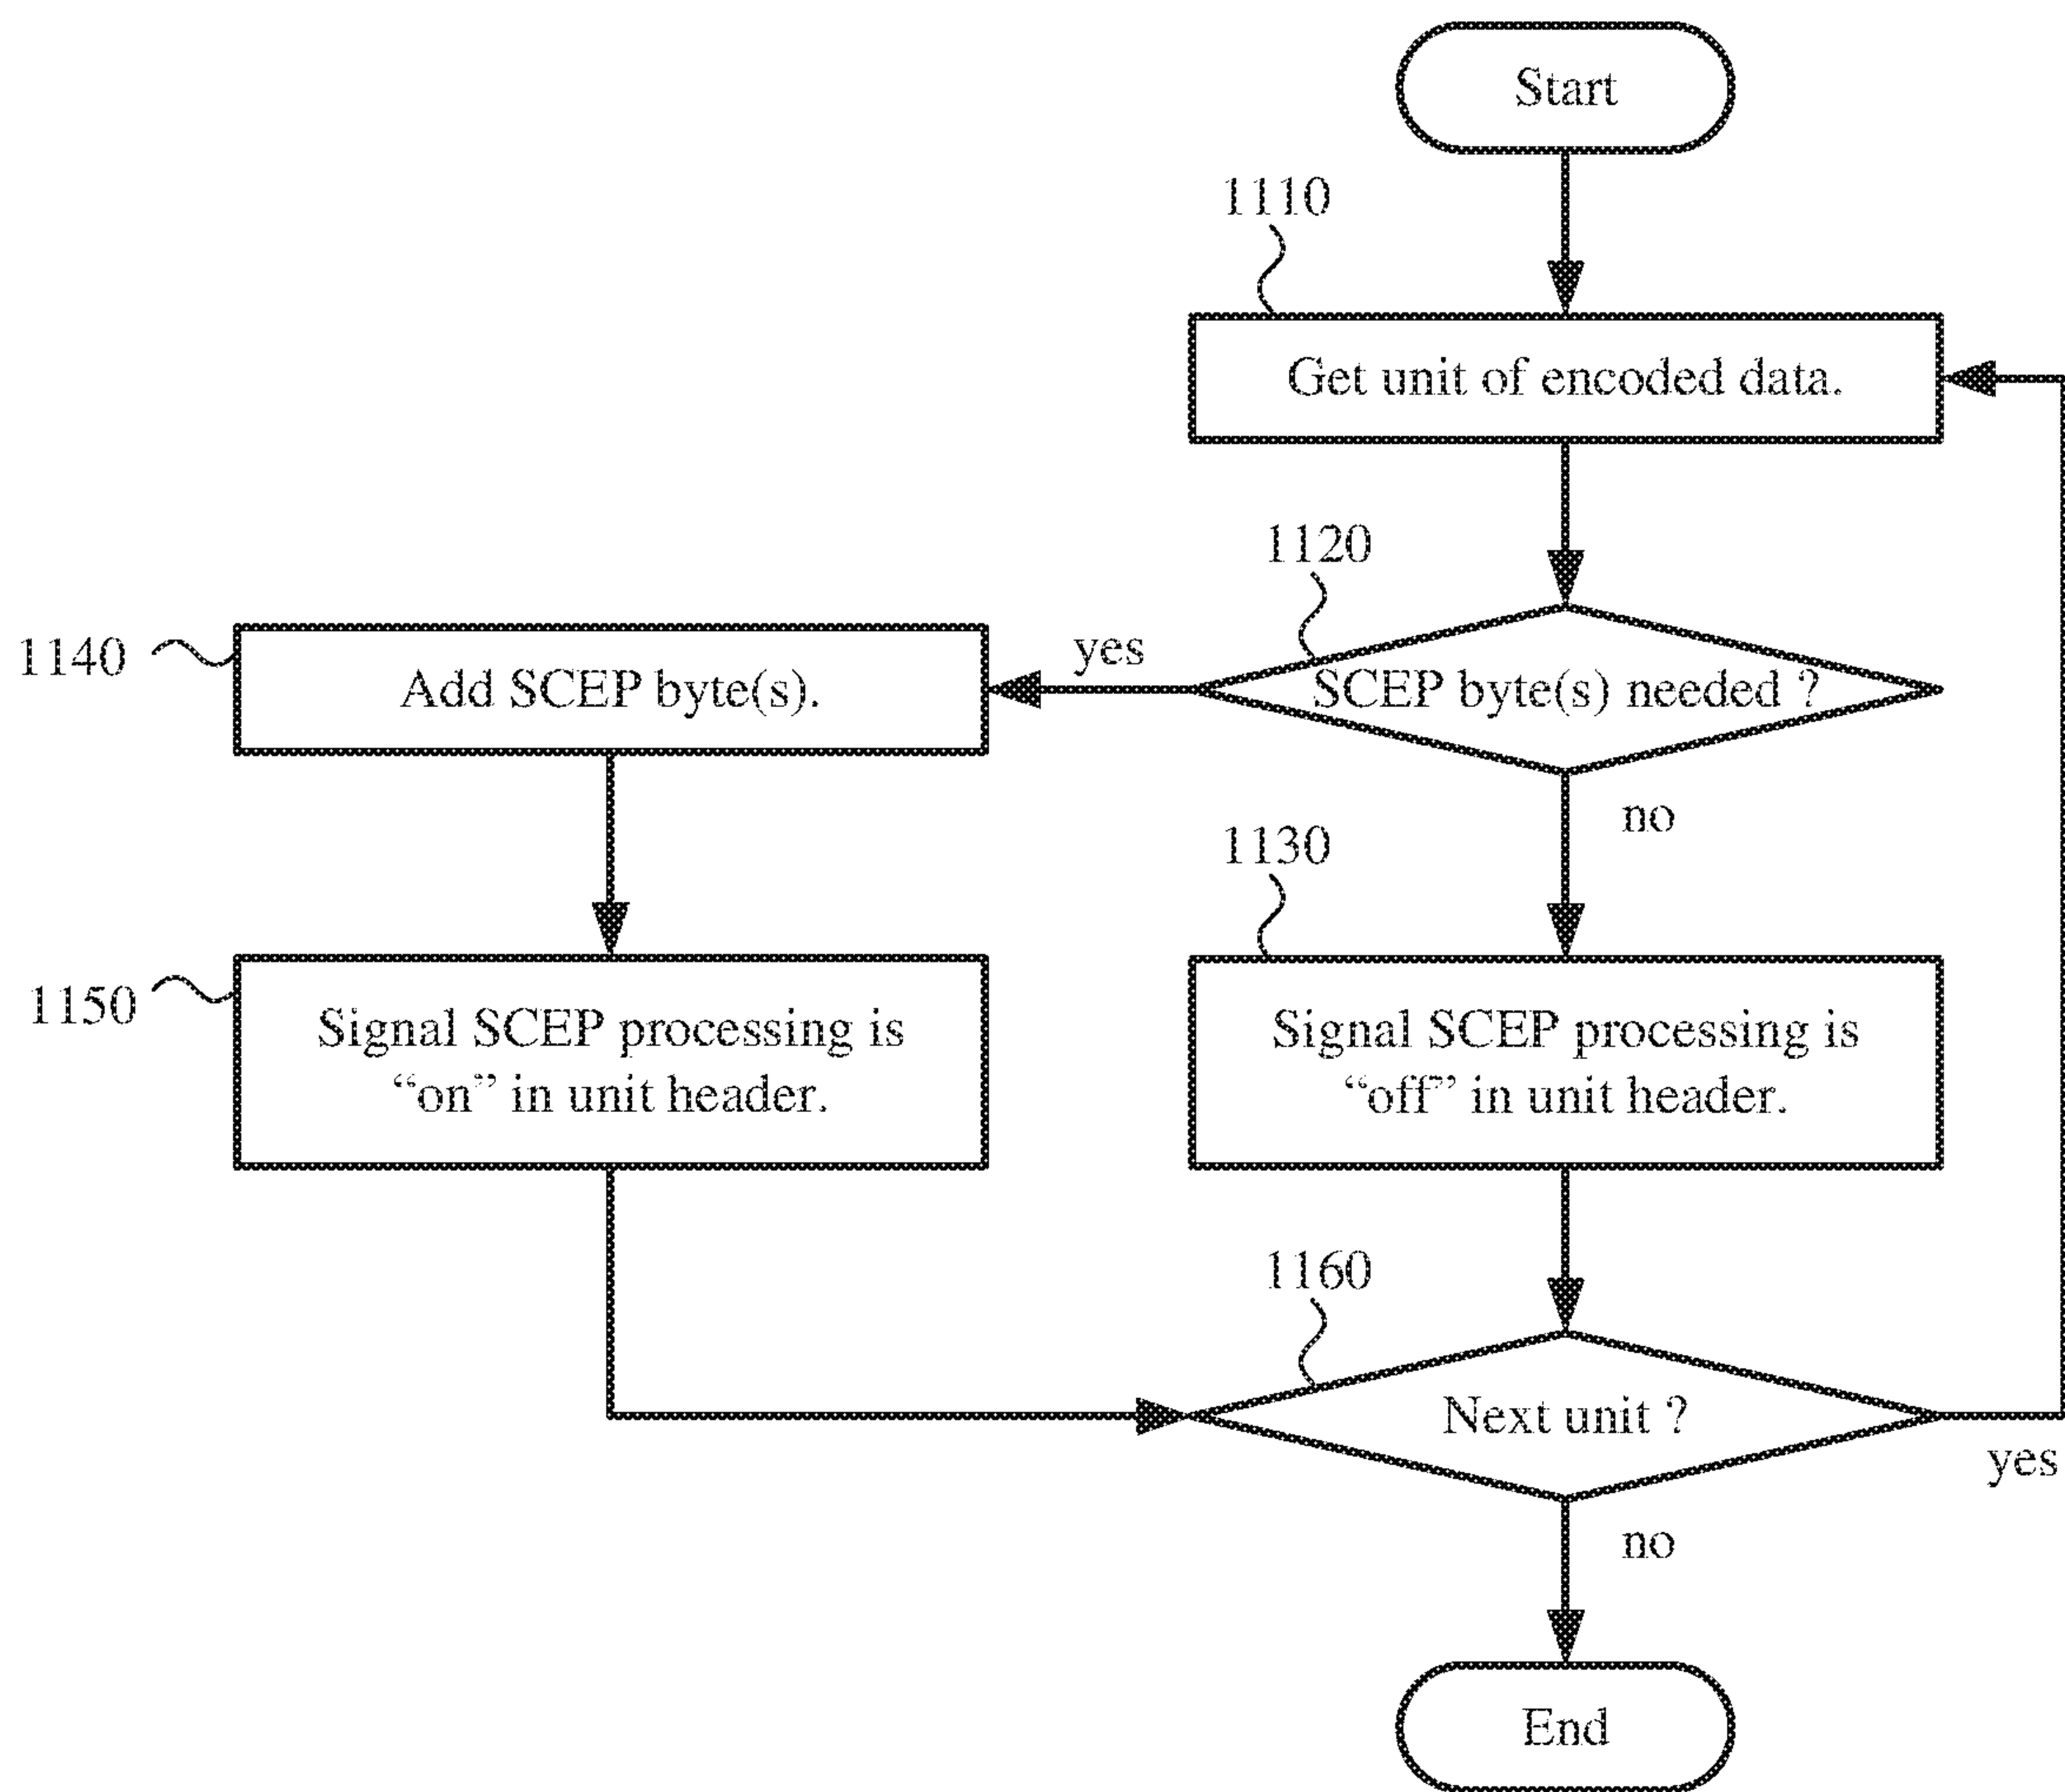 Start
1110
Get unit of encoded data.
1120
SCEP byte(s) needed ?
yes
1140
Add SCEP byte(s).
no
1130
1150
Signal SCEP processing is
“on” in unit header.
Signal SCEP processing is
“off” in unit header.
1160
Next unit ?
yes
no
End